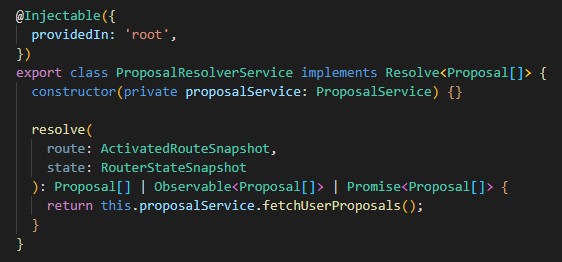 @Injectable({
  providedIn: 'root',
})
export class ProposalResolverService implements Resolve<Proposal[]> {
  constructor(private proposalService: ProposalService) {}

  resolve(
    route: ActivatedRouteSnapshot,
    state: RouterStateSnapshot
  ): Proposal[] | Observable<Proposal[]> | Promise<Proposal[]> {
    return this.proposalService.fetchUserProposals();
  }
}